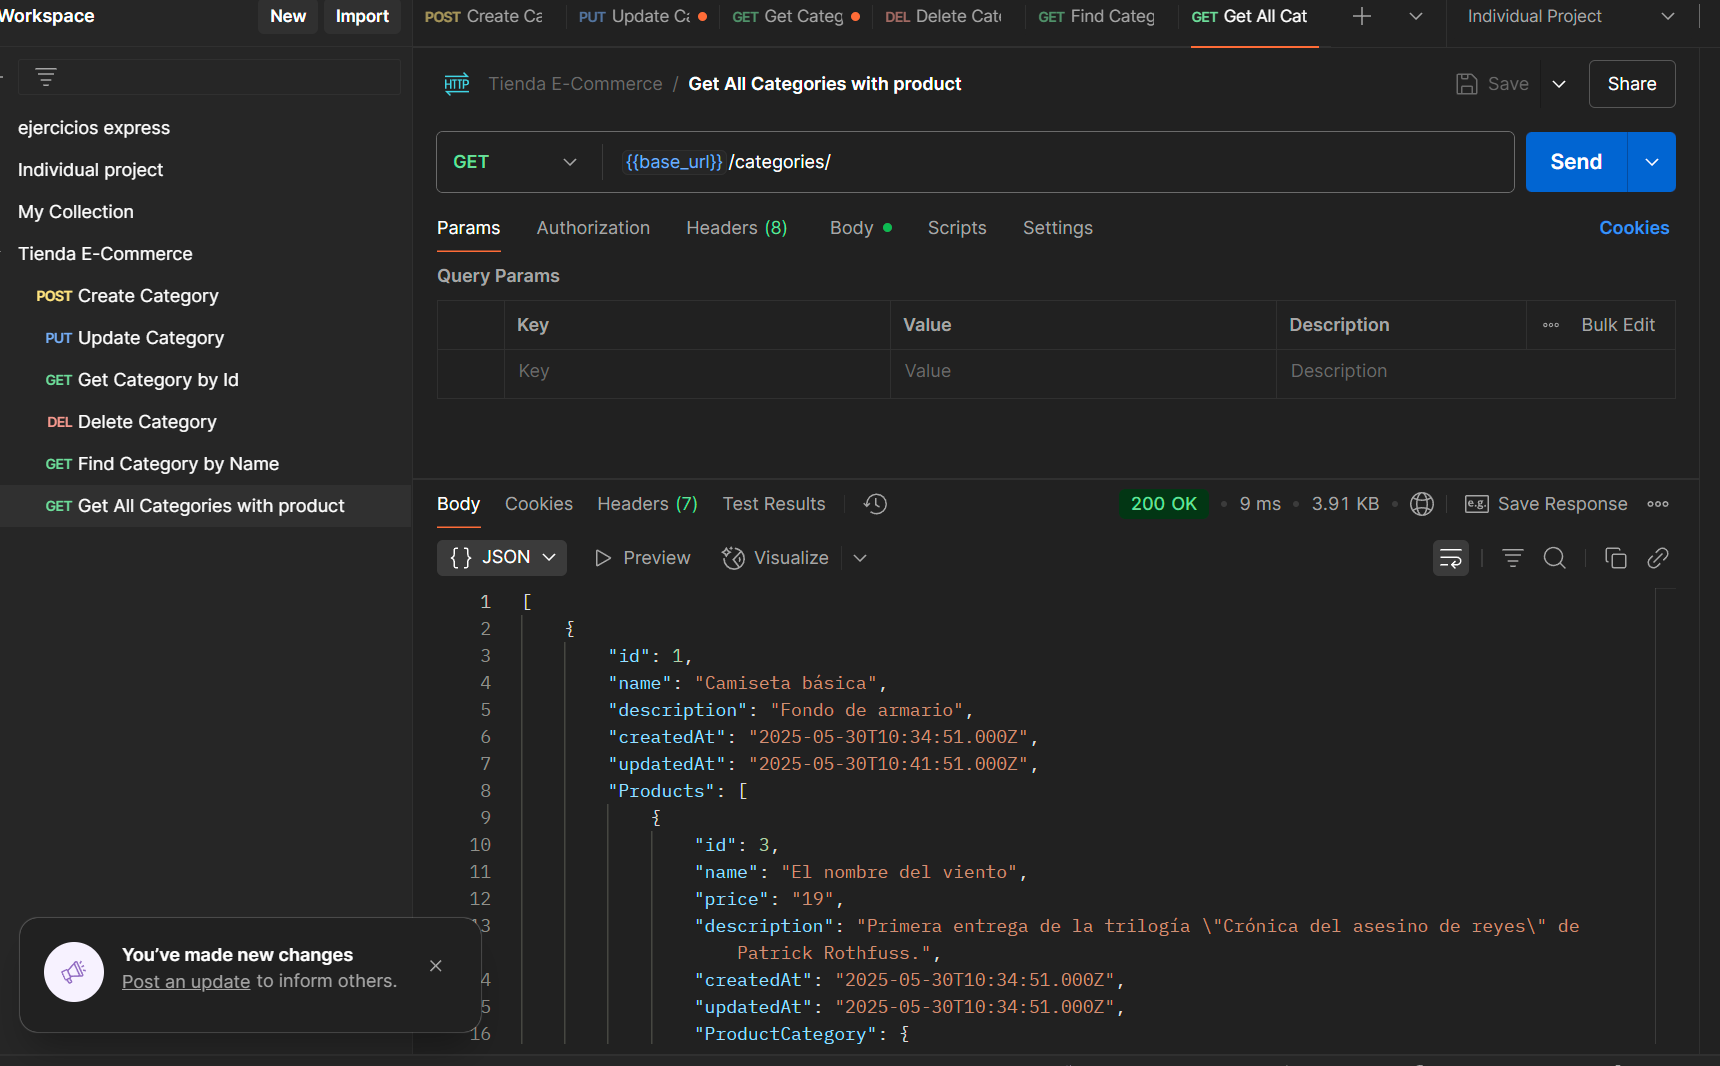 Workspace
New
Import
POST Create Ca
PUT Update Ca
GET Get Categ
DEL Delete Cat
GET Find Categ
GET Get All Cat
Individual Project
HTTP Tienda E-Commerce / Get All Categories with product
Save
Share
ejercicios express
Individual project
My Collection
Tienda E-Commerce
POST Create Category
PUT Update Category
GET Get Category by Id
DEL Delete Category
GET Find Category by Name
GET Get All Categories with product
GET
{{base_url}} /categories/
Send
Params
Authorization
Headers (8)
Body
Scripts
Settings
Cookies
Query Params
Key
Value
Description
Bulk Edit
Key
Value
Description
Body
Cookies
Headers (7)
Test Results
200 OK
9 ms
3.91 KB
e.g. Save Response
{} JSON
Preview
Visualize
1 [
2 {
3 "id": 1,
4 "name": "Camiseta básica",
5 "description": "Fondo de armario",
6 "createdAt": "2025-05-30T10:34:51.000Z",
7 "updatedAt": "2025-05-30T10:41:51.000Z",
8 "Products": [
9 {
10 "id": 3,
11 "name": "El nombre del viento",
12 "price": "19",
13 "description": "Primera entrega de la trilogía \"Crónica del asesino de reyes\" de
Patrick Rothfuss.",
4 "createdAt": "2025-05-30T10:34:51.000Z",
5 "updatedAt": "2025-05-30T10:34:51.000Z",
16 "ProductCategory": {
You've made new changes
Post an update to inform others.